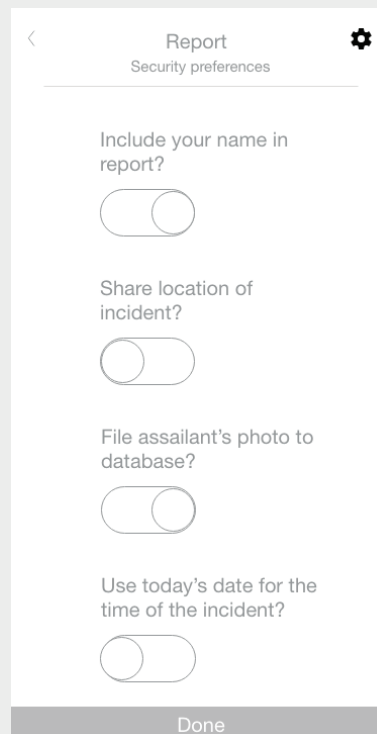 Report
Security preferences
Include your name in
report?
Share location of
incident?
File assailant's photo to
database?
Use today's date for the
time of the incident?
Done